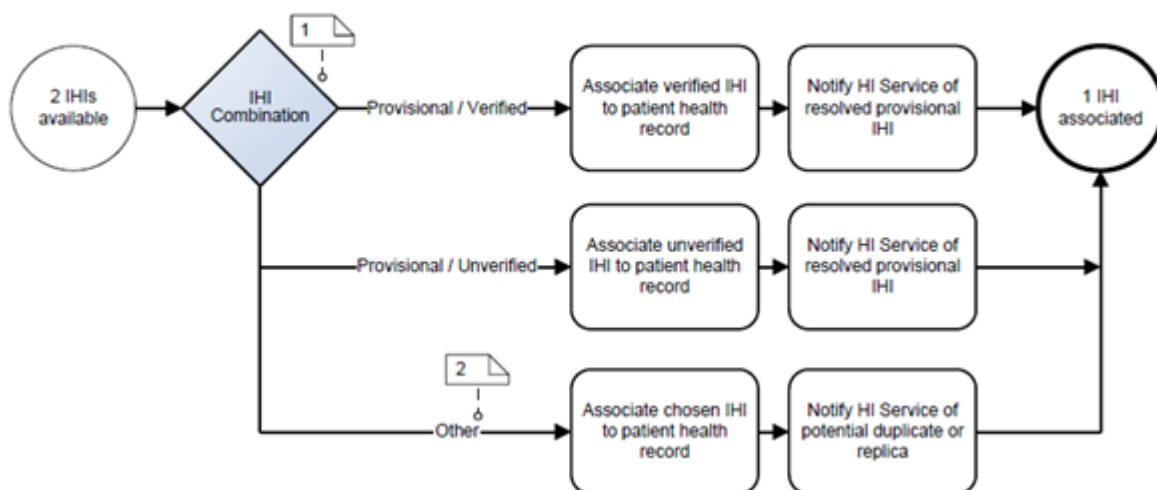 1
2 IHIs
available
IHI
Combination
Provisional / Verified
Associate verified IHI
to patient health
record
Notify HI Service of
resolved provisional
IHI
1 IHI
associated
Provisional / Unverified
Associate unverified
IHI to patient health
record
Notify HI Service of
resolved provisional
IHI
2
Other
Associate chosen IHI
to patient health
record
Notify HI Service of
potential duplicate or
replica